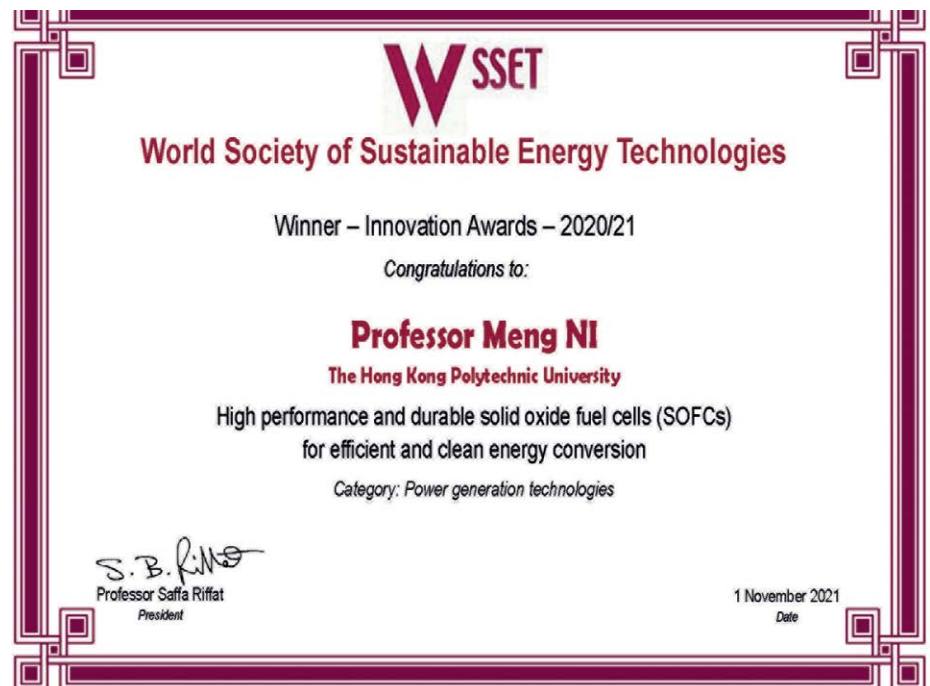 WSSET
World Society of Sustainable Energy Technologies
Winner – Innovation Awards – 2020/21
Congratulations to:
Professor Meng NI
The Hong Kong Polytechnic University
High performance and durable solid oxide fuel cells (SOFCs)
for efficient and clean energy conversion
Category: Power generation technologies
S. B. Riffat
Professor Saffa Riffat
President
1 November 2021
Date